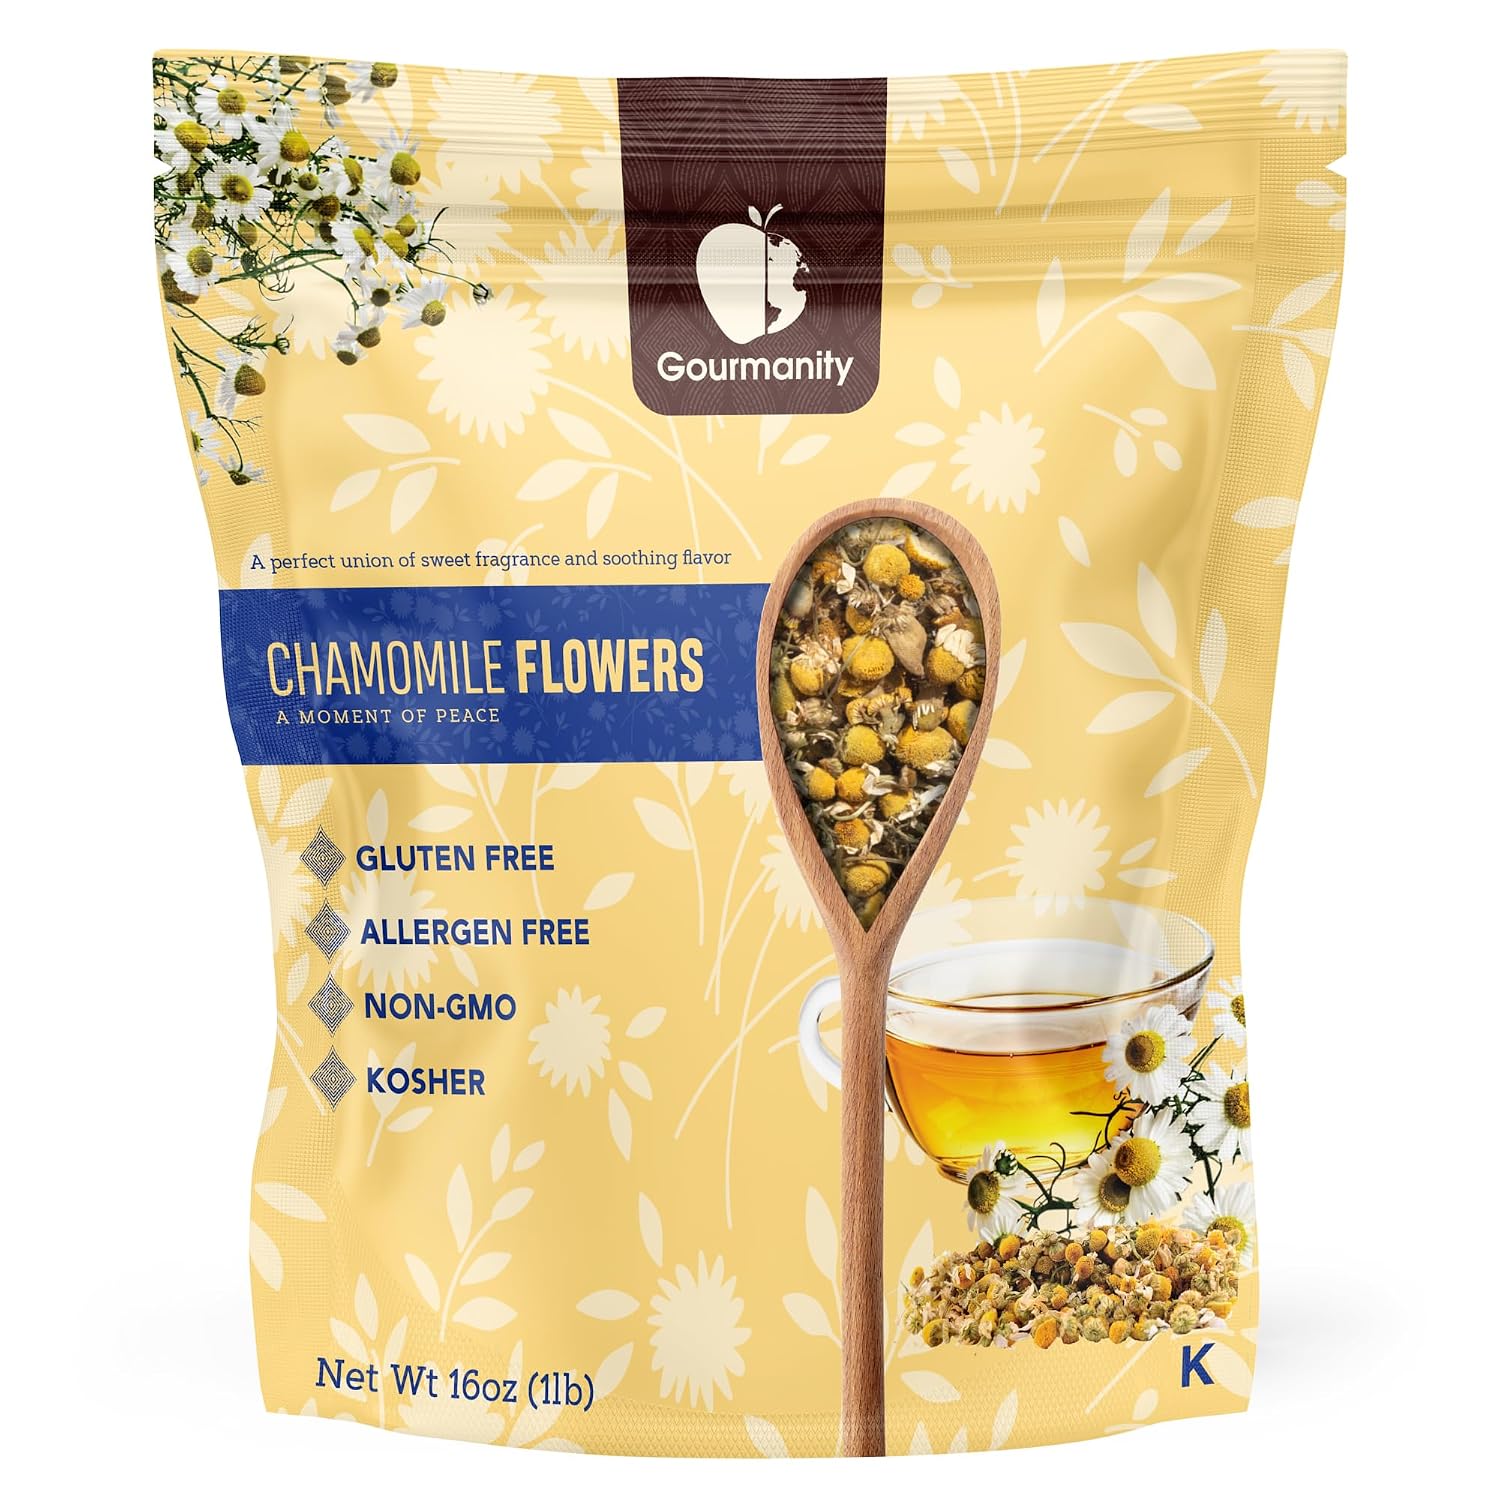 Gourmanity
A perfect union of sweet fragrance and soothing flavor
CHAMOMILE FLOWERS
A MOMENT OF PEACE
GLUTEN FREE
ALLERGEN FREE
NON-GMO
KOSHER
Net Wt 16oz (1lb)
K